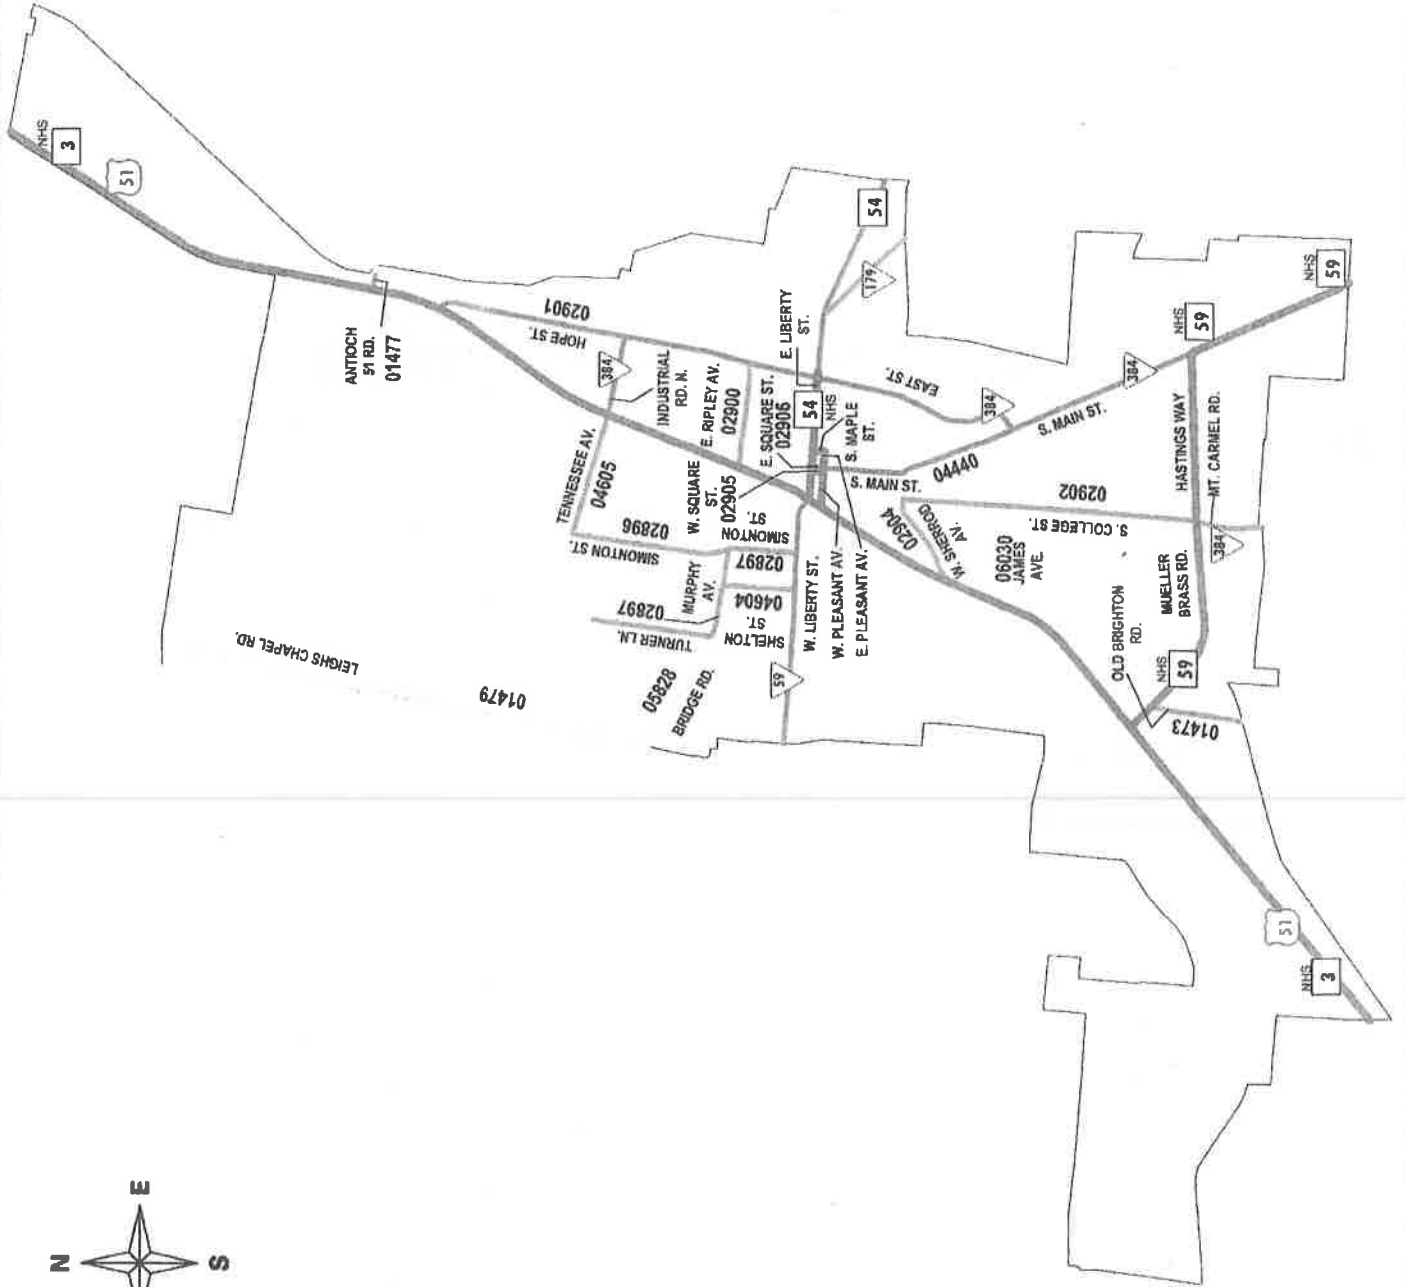 NHS
3
51
ANTIOCH
51 RD.
01477
02901
HOPE ST.
384
INDUSTRIAL
RD. N.
TENNESSEE AV.
04605
E. RIPLEY AV.
02900
54
179
E. LIBERTY
ST.
E. SQUARE ST.
02906
54
NHS
S. MAPLE
ST.
EAST ST.
384
W. SQUARE
ST.
02905
SIMONTON
ST.
02896
SIMONTON ST.
02897
MURPHY
AV.
02897
TURNER LN.
04604
SHELTON
ST.
LEIGHS CHAPEL RD.
01479
05828
BRIDGE RD.
59
W. LIBERTY ST.
W. PLEASANT AV.
E. PLEASANT AV.
S. MAIN ST.
04440
S. MAIN ST.
384
NHS
59
NHS
59
02904
W. SHERROD
AV.
02902
S. COLLEGE ST.
06030
JAMES
AVE.
HASTINGS WAY
MT. CARMEL RD.
384
MUELLER
BRASS RD.
OLD BRIGHTON
RD.
NHS
59
01473
51
NHS
3
N
E
S